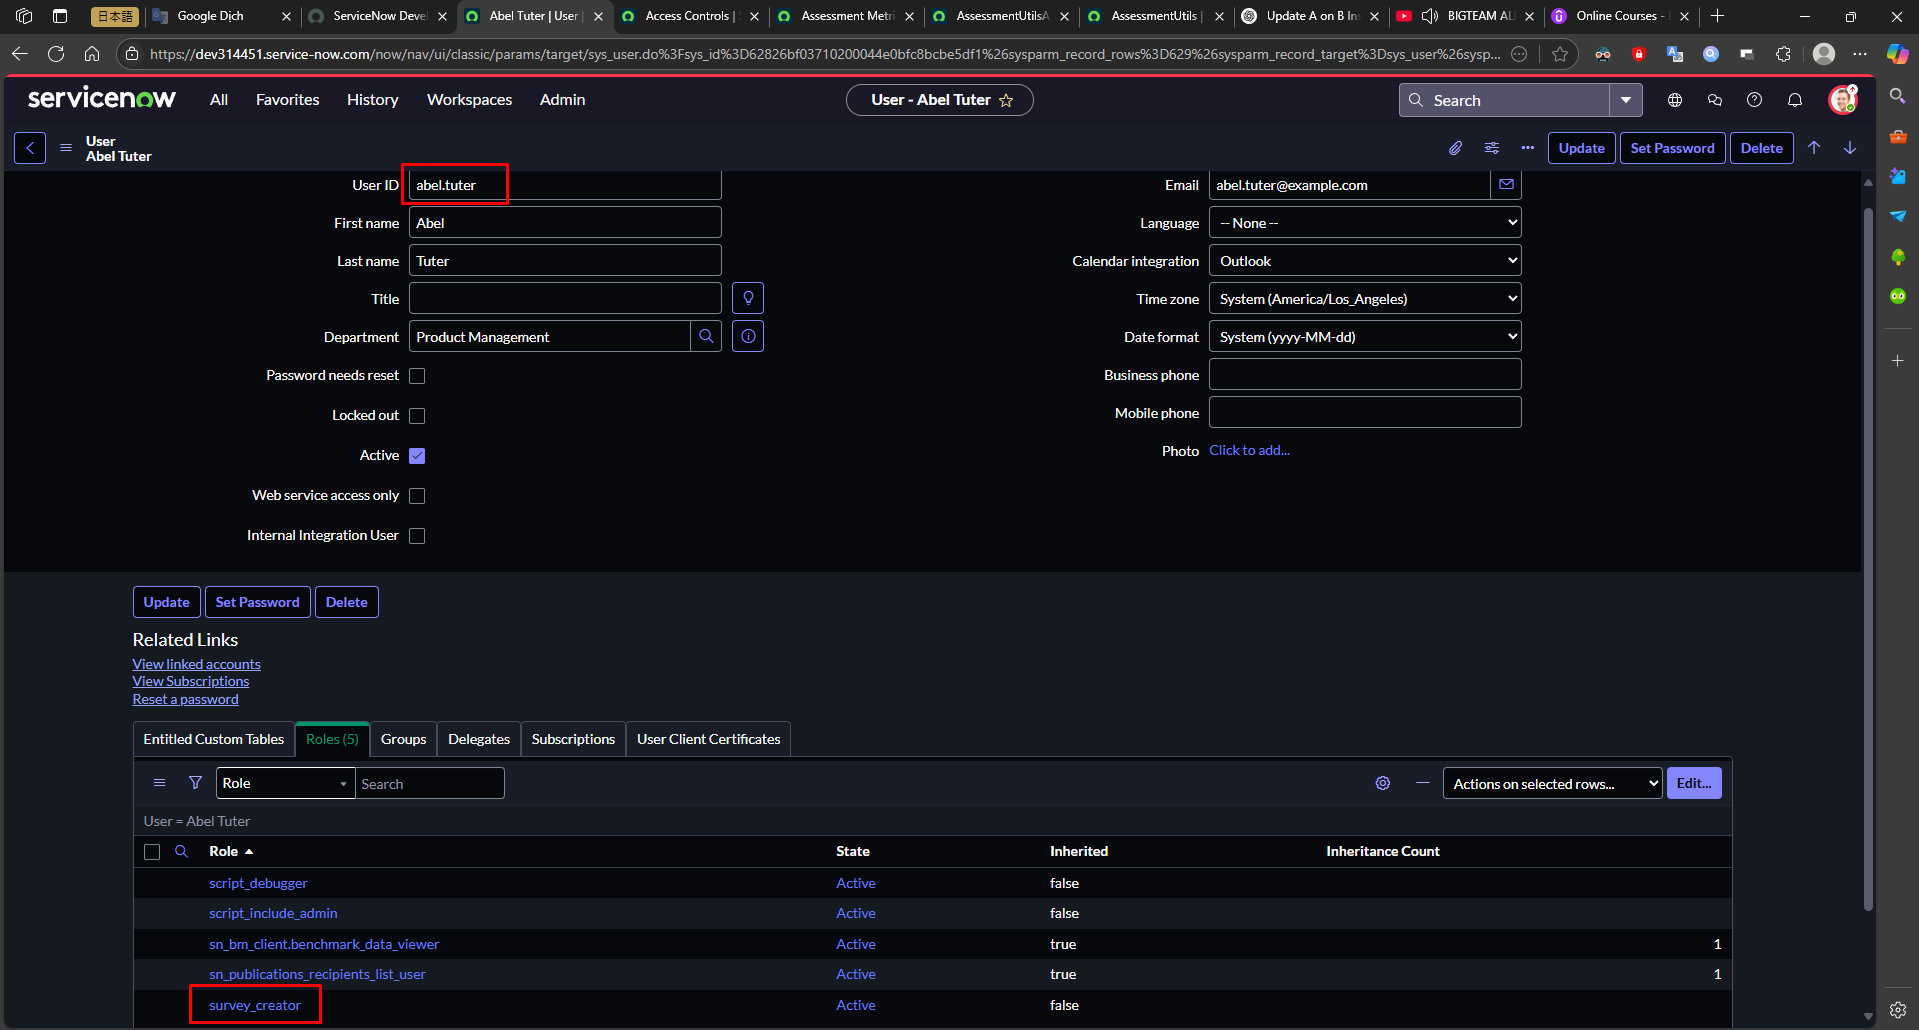 日本語
Google Dịch
ServiceNow Devel
Abel Tuter | User |
Access Controls | S
Assessment Metri
AssessmentUtilsA
AssessmentUtils |
Update A on B Ins
BIGTEAM AL
Online Courses - L
https://dev314451.service-now.com/now/nav/ui/classic/params/target/sys_user.do%3Fsys_id%3D62826bf03710200044e0bfc8bcbe5df1%26sysparm_record_rows%3D629%26sysparm_record_target%3Dsys_user%26sysp...
servicenow
All
Favorites
History
Workspaces
Admin
User - Abel Tuter
Search
User
Abel Tuter
Update
Set Password
Delete
User ID
abel.tuter
Email
abel.tuter@example.com
First name
Abel
Language
-- None --
Last name
Tuter
Calendar integration
Outlook
Title
Time zone
System (America/Los_Angeles)
Department
Product Management
Date format
System (yyyy-MM-dd)
Password needs reset
Business phone
Locked out
Mobile phone
Active
Photo
Click to add...
Web service access only
Internal Integration User
Update
Set Password
Delete
Related Links
View linked accounts
View Subscriptions
Reset a password
Entitled Custom Tables
Roles (5)
Groups
Delegates
Subscriptions
User Client Certificates
Role
Search
Actions on selected rows...
Edit...
User = Abel Tuter
Role
State
Inherited
Inheritance Count
script_debugger
Active
false
script_include_admin
Active
false
sn_bm_client.benchmark_data_viewer
Active
true
1
sn_publications_recipients_list_user
Active
true
1
survey_creator
Active
false